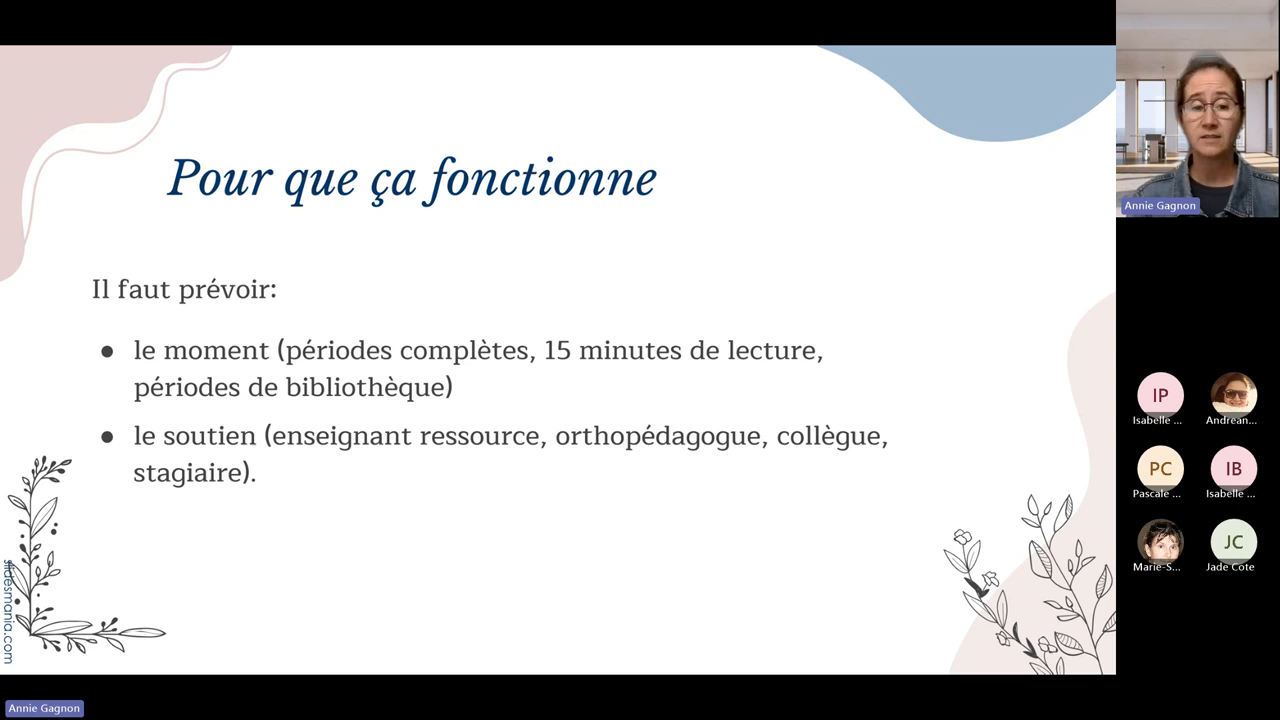 Pour que ça fonctionne
Il faut prévoir:
● le moment (périodes complètes, 15 minutes de lecture,
périodes de bibliothèque)
● le soutien (enseignant ressource, orthopédagogue, collègue,
stagiaire).
slidesmania.com
Annie Gagnon
Annie Gagnon
IP
Isabelle ...
Andrean...
PC
Pascale ...
IB
Isabelle ...
Marie-S...
JC
Jade Cote